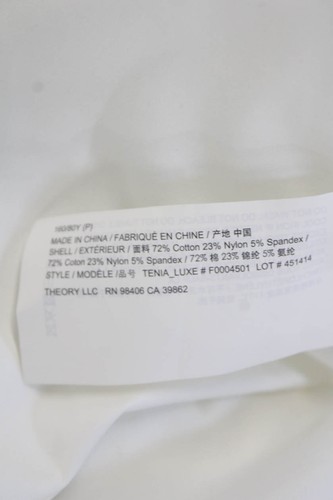 160/80Y (P)
MADE IN CHINA / FABRIQUÉ EN CHINE / 产地 中国
SHELL / EXTÉRIEUR / 面料 72% Cotton 23% Nylon 5% Spandex /
72% Coton 23% Nylon 5% Spandex / 72% 棉 23% 锦纶 5% 氨纶
STYLE / MODÈLE /品号 TENIA_LUXE # F0004501 LOT # 451414
THEORY LLC RN 98406 CA 39862